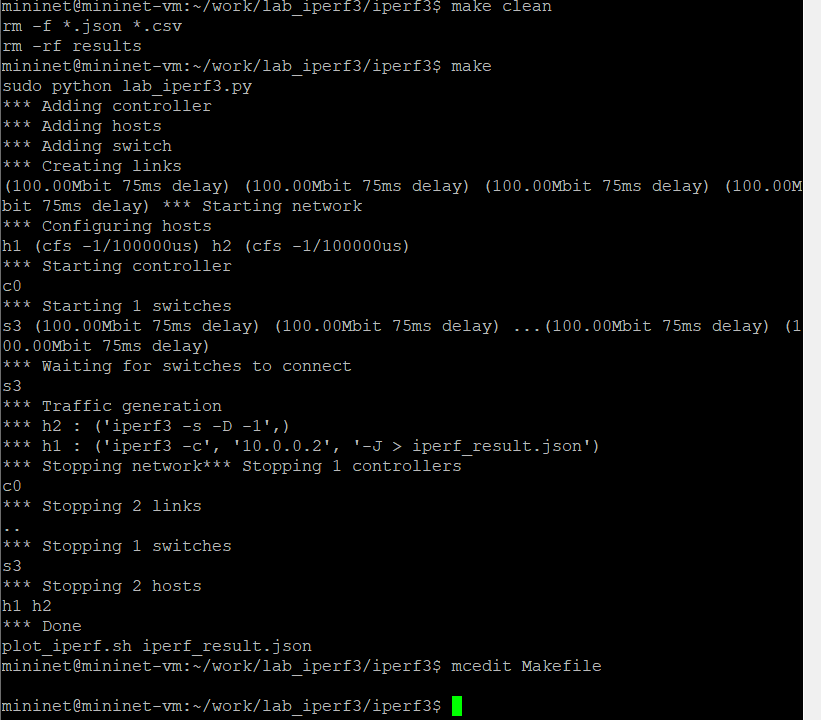 mininet@mininet-vm:~/work/lab_iperf3/iperf3$ make clean
rm -f *.json *.csv
rm -rf results
mininet@mininet-vm:~/work/lab_iperf3/iperf3$ make
sudo python lab_iperf3.py
*** Adding controller
*** Adding hosts
*** Adding switch
*** Creating links
(100.00Mbit 75ms delay) (100.00Mbit 75ms delay) (100.00Mbit 75ms delay) (100.00M
bit 75ms delay) *** Starting network
*** Configuring hosts
h1 (cfs -1/100000us) h2 (cfs -1/100000us)
*** Starting controller
c0
*** Starting 1 switches
s3 (100.00Mbit 75ms delay) (100.00Mbit 75ms delay) ...(100.00Mbit 75ms delay) (1
00.00Mbit 75ms delay)
*** Waiting for switches to connect
s3
*** Traffic generation
*** h2 : ('iperf3 -s -D -1',)
*** h1 : ('iperf3 -c', '10.0.0.2', '-J > iperf_result.json')
*** Stopping network*** Stopping 1 controllers
c0
*** Stopping 2 links
..
*** Stopping 1 switches
s3
*** Stopping 2 hosts
h1 h2
*** Done
plot_iperf.sh iperf_result.json
mininet@mininet-vm:~/work/lab_iperf3/iperf3$ mcedit Makefile
mininet@mininet-vm:~/work/lab_iperf3/iperf3$